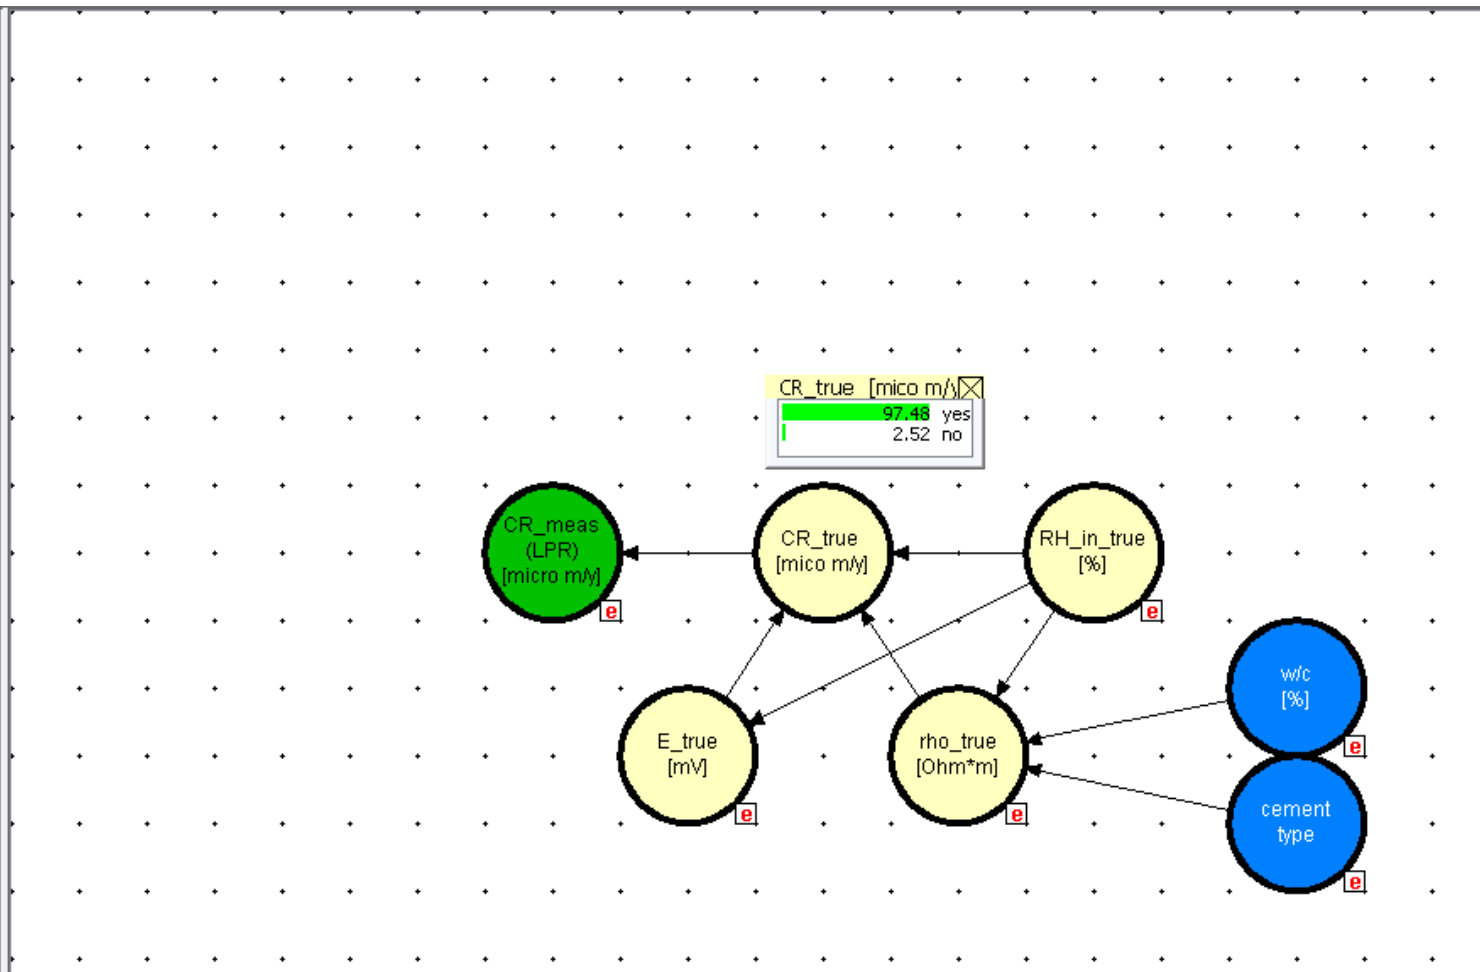 CR_true [mico m/y
97.48 yes
2.52 no
CR_meas
(LPR)
[micro m/y]
e
CR_true
[mico m/y]
RH_in_true
[%]
e
E_true
[mV]
e
rho_true
[Ohm*m]
e
w/c
[%]
e
cement
type
e